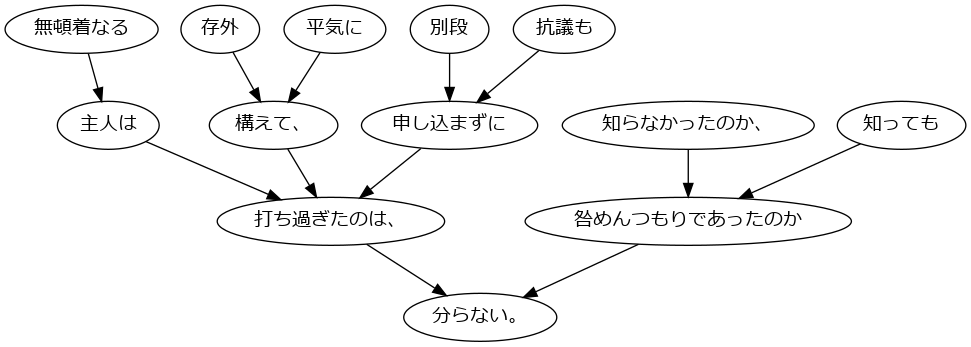 無頓着なる
存外
平気に
別段
抗議も
主人は
構えて、
申し込まずに
知らなかったのか、
知っても
打ち過ぎたのは、
咎めんつもりであったのか
分らない。